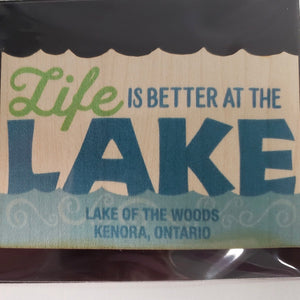 Life IS BETTER AT THE
LAKE
LAKE OF THE WOODS
KENORA, ONTARIO